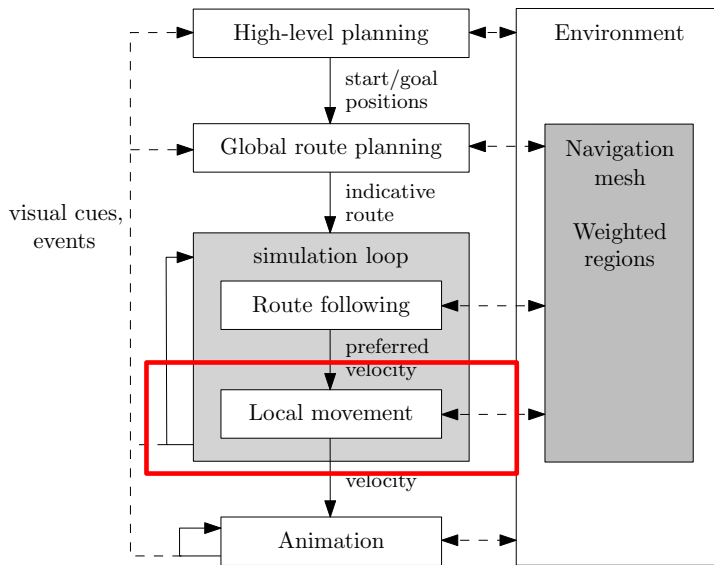 High-level planning
Environment
start/goal
positions
Global route planning
Navigation
mesh
indicative
route
visual cues,
events
Weighted
regions
simulation loop
Route following
preferred
velocity
Local movement
velocity
Animation